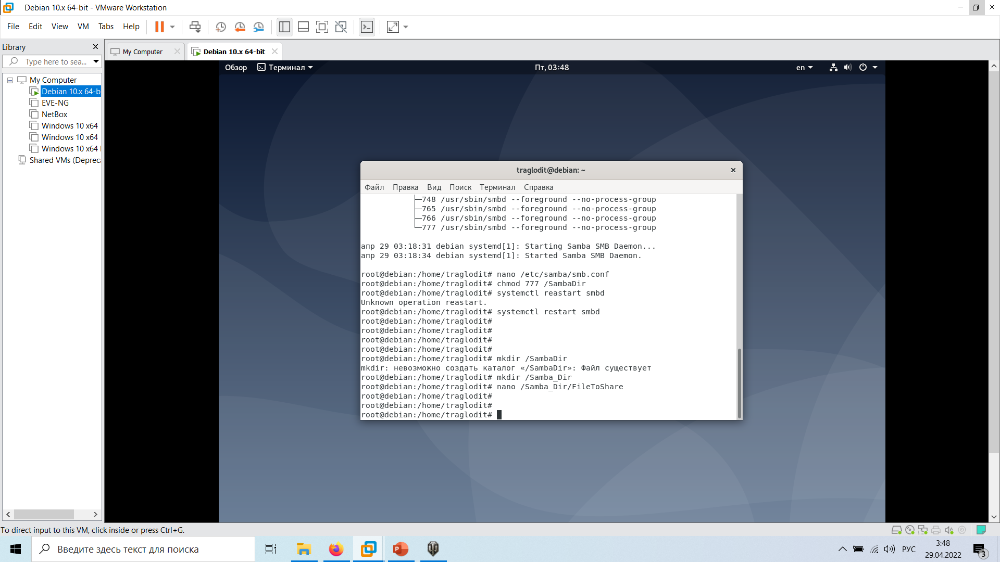 Debian 10.x 64-bit - VMware Workstation
File Edit View VM Tabs Help
Library
Type here to sea...
My Computer
Debian 10.x 64-b
EVE-NG
NetBox
Windows 10 x64
Windows 10 x64
Windows 10 x64
Shared VMs (Depreca
My Computer
Debian 10.x 64-bit
Обзор Терминал Пт, 03:48 en
traglodit@debian: ~
Файл Правка Вид Поиск Терминал Справка
├─748 /usr/sbin/smbd --foreground --no-process-group
├─765 /usr/sbin/smbd --foreground --no-process-group
├─766 /usr/sbin/smbd --foreground --no-process-group
└─777 /usr/sbin/smbd --foreground --no-process-group
апр 29 03:18:31 debian systemd[1]: Starting Samba SMB Daemon...
апр 29 03:18:34 debian systemd[1]: Started Samba SMB Daemon.
root@debian:/home/traglodit# nano /etc/samba/smb.conf
root@debian:/home/traglodit# chmod 777 /SambaDir
root@debian:/home/traglodit# systemctl reastart smbd
Unknown operation reastart.
root@debian:/home/traglodit# systemctl restart smbd
root@debian:/home/traglodit#
root@debian:/home/traglodit#
root@debian:/home/traglodit#
root@debian:/home/traglodit#
root@debian:/home/traglodit# mkdir /SambaDir
mkdir: невозможно создать каталог «/SambaDir»: Файл существует
root@debian:/home/traglodit# mkdir /Samba_Dir
root@debian:/home/traglodit# nano /Samba_Dir/FileToShare
root@debian:/home/traglodit#
root@debian:/home/traglodit#
root@debian:/home/traglodit#
To direct input to this VM, click inside or press Ctrl+G.
Введите здесь текст для поиска
РУС
3:48
29.04.2022
3